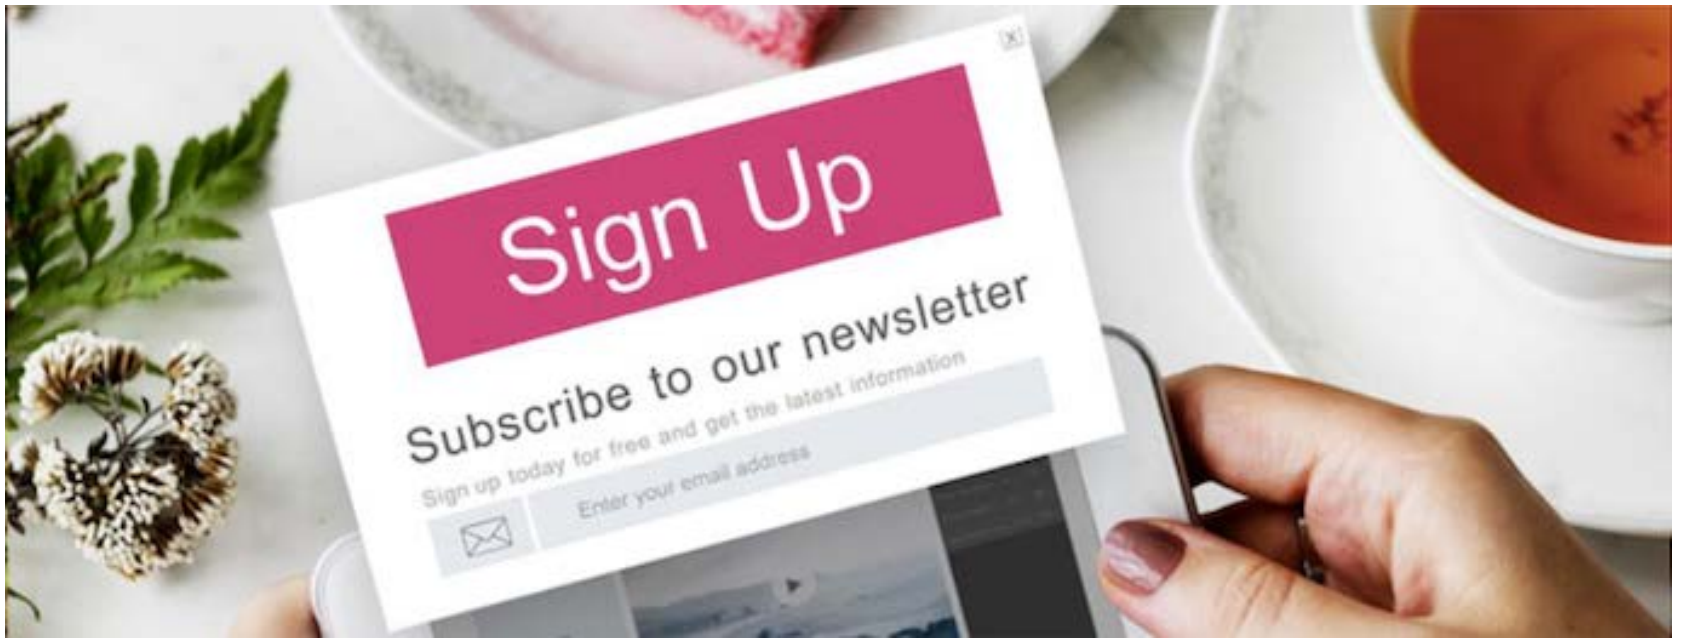 Sign Up
Subscribe to our newsletter
Sign up today for free and get the latest information
Enter your email address